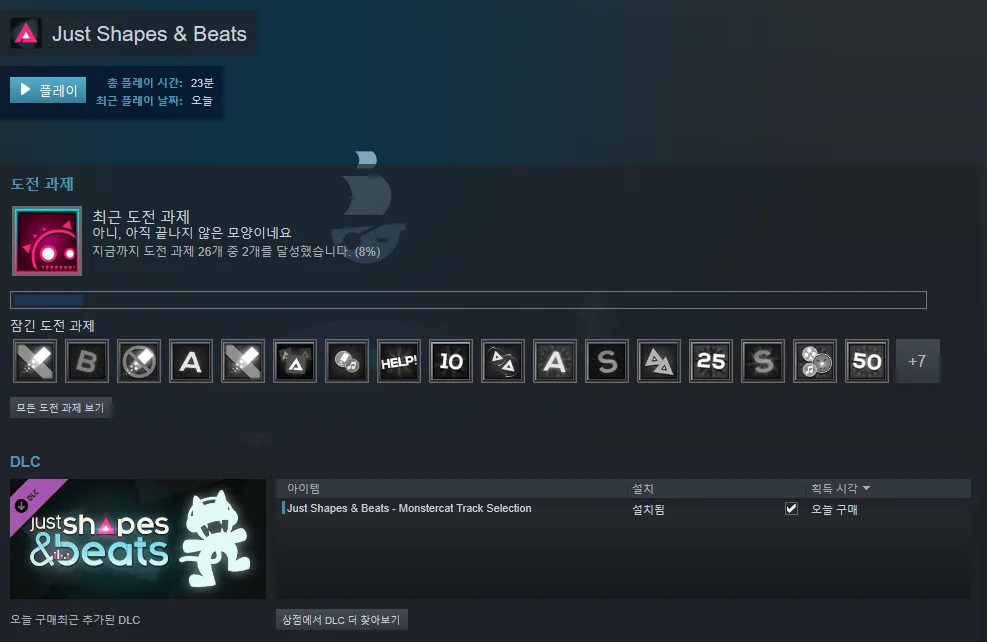 Just Shapes & Beats
플레이
총 플레이 시간: 23분
최근 플레이 날짜: 오늘
도전 과제
최근 도전 과제
아니, 아직 끝나지 않은 모양이네요
지금까지 도전 과제 26개 중 2개를 달성했습니다. (8%)
잠긴 도전 과제
B A HELP! 10 A S 25 S 50 +7
모든 도전 과제 보기
DLC
DLC
just shapes
&beats
아이템 설치 획득 시각
Just Shapes & Beats - Monstercat Track Selection 설치됨 오늘 구매
오늘 구매최근 추가된 DLC
상점에서 DLC 더 찾아보기